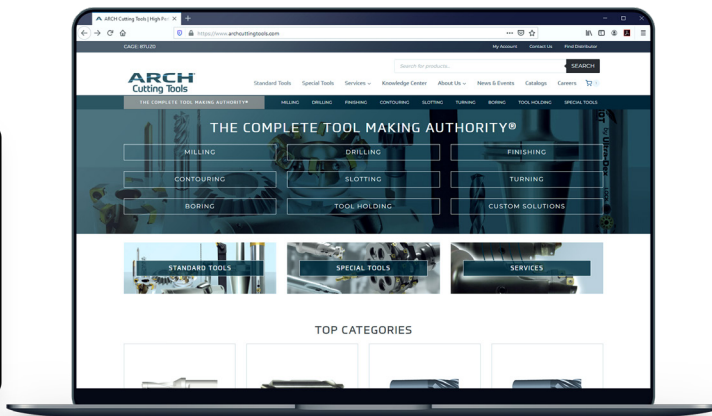 ARCH Cutting Tools | High Per
https://www.archcuttingtools.com
CAGE: 87UZ0
My Account Contact Us Find Distributor
Search for products... SEARCH
ARCH
Cutting Tools
Standard Tools Special Tools Services Knowledge Center About Us News & Events Catalogs Careers
THE COMPLETE TOOL MAKING AUTHORITY® MILLING DRILLING FINISHING CONTOURING SLOTTING TURNING BORING TOOL HOLDING SPECIAL TOOLS
THE COMPLETE TOOL MAKING AUTHORITY®
MILLING DRILLING FINISHING
CONTOURING SLOTTING TURNING
BORING TOOL HOLDING CUSTOM SOLUTIONS
STANDARD TOOLS SPECIAL TOOLS SERVICES
TOP CATEGORIES